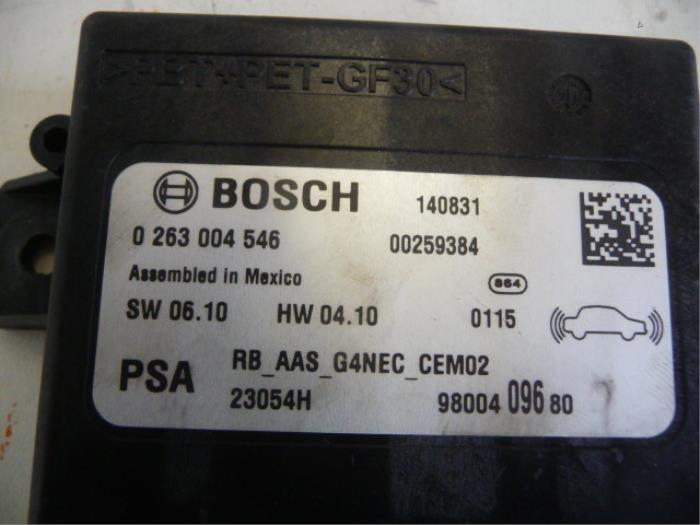 >PBT+PET-GF30<
BOSCH 140831
0 263 004 546 00259384
Assembled in Mexico 864
SW 06.10 HW 04.10 0115
PSA RB_AAS_G4NEC_CEM02
23054H 98004 096 80